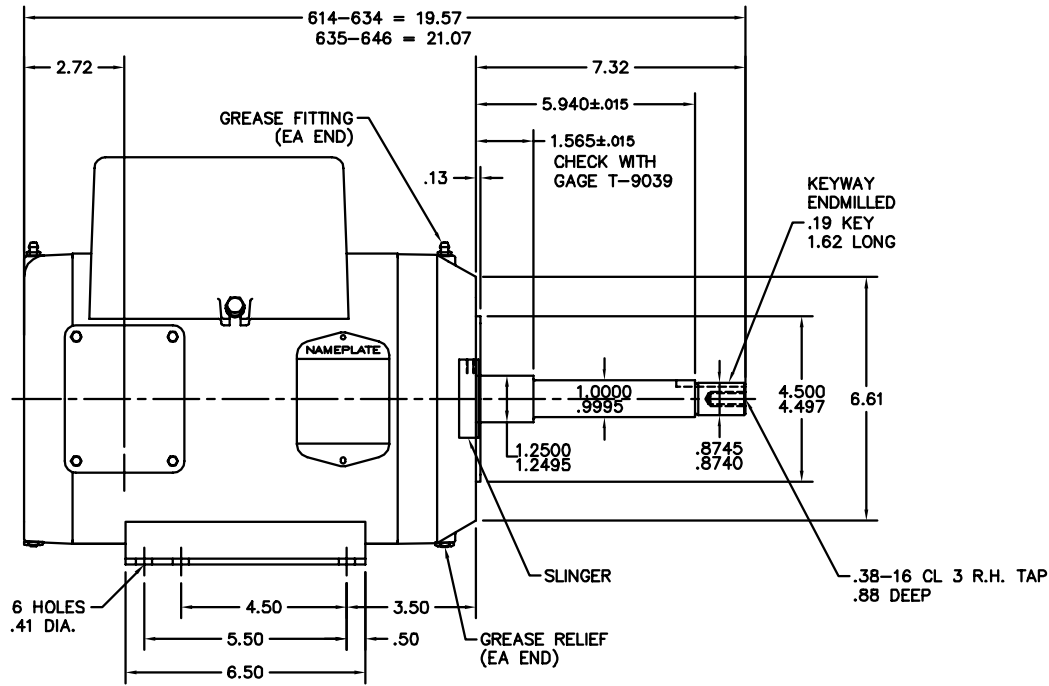 614-634 = 19.57
635-646 = 21.07
2.72
7.32
5.940±.015
GREASE FITTING
(EA END)
1.565±.015
CHECK WITH
GAGE T-9039
.13
KEYWAY
ENDMILLED
.19 KEY
1.62 LONG
NAMEPLATE
1.0000
.9995
4.500
4.497
6.61
1.2500
1.2495
.8745
.8740
SLINGER
.38-16 CL 3 R.H. TAP
.88 DEEP
6 HOLES
.41 DIA.
4.50
3.50
5.50
.50
GREASE RELIEF
(EA END)
6.50